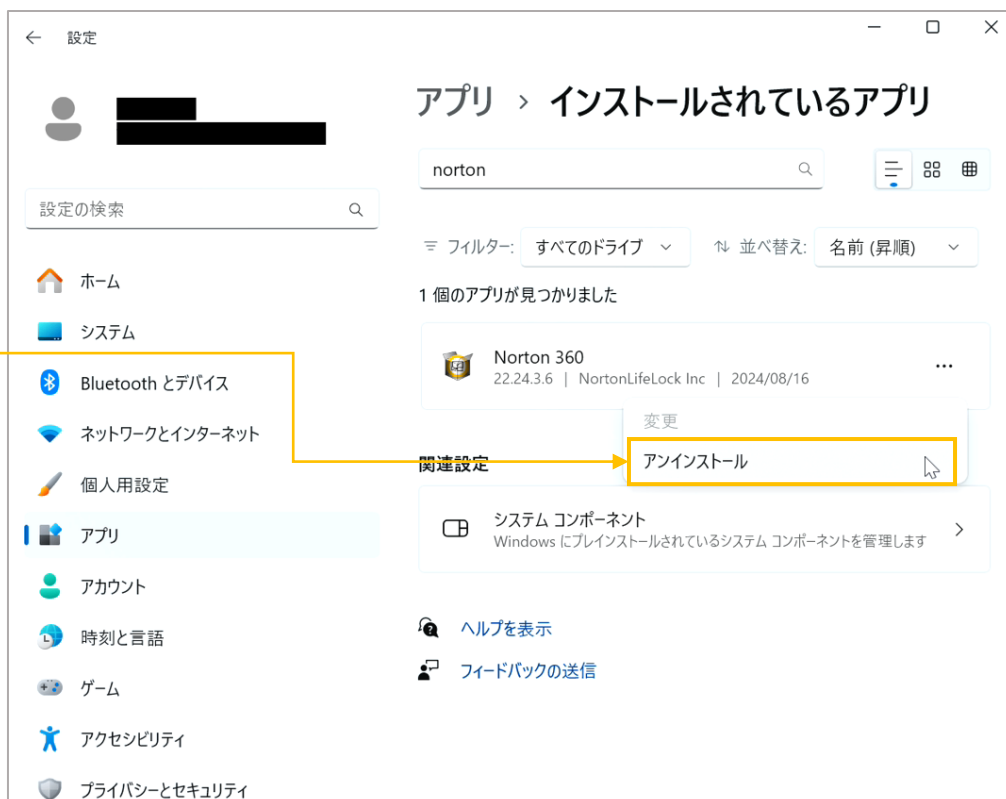 設定
アプリ › インストールされているアプリ
norton
設定の検索
フィルター: すべてのドライブ 並べ替え: 名前 (昇順)
1 個のアプリが見つかりました
Norton 360
22.24.3.6 | NortonLifeLock Inc | 2024/08/16
変更
アンインストール
関連設定
システム コンポーネント
Windows にプレインストールされているシステム コンポーネントを管理します
ヘルプを表示
フィードバックの送信
ホーム
システム
Bluetooth とデバイス
ネットワークとインターネット
個人用設定
アプリ
アカウント
時刻と言語
ゲーム
アクセシビリティ
プライバシーとセキュリティ